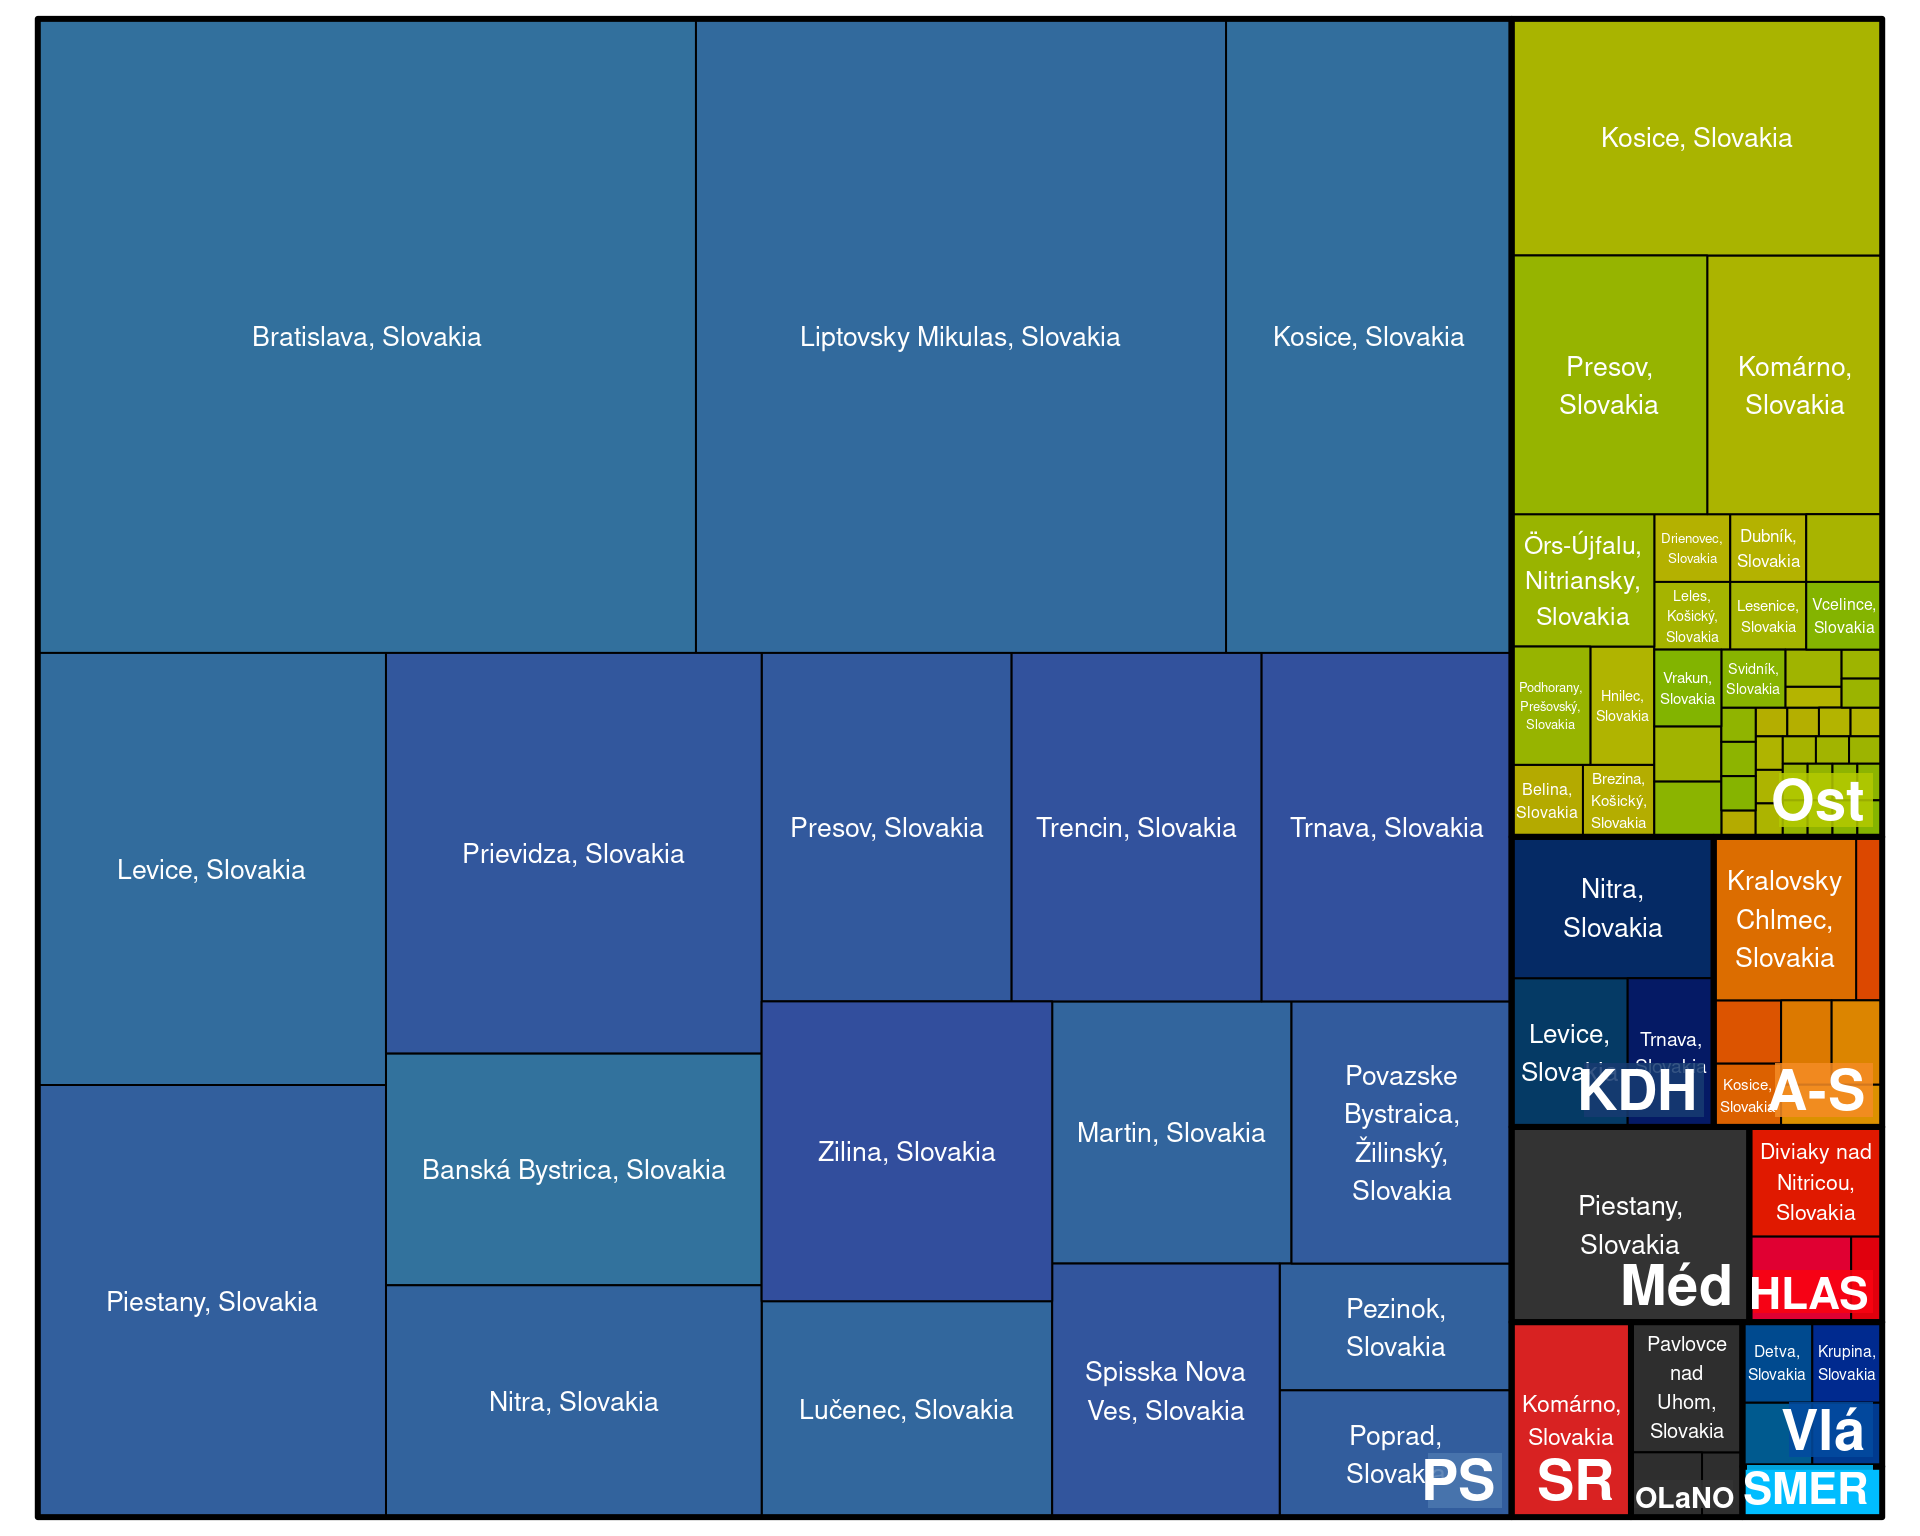 Bratislava, Slovakia
Liptovsky Mikulas, Slovakia
Kosice, Slovakia
Levice, Slovakia
Prievidza, Slovakia
Presov, Slovakia
Trencin, Slovakia
Trnava, Slovakia
Piestany, Slovakia
Banská Bystrica, Slovakia
Nitra, Slovakia
Zilina, Slovakia
Lučenec, Slovakia
Martin, Slovakia
Povazske
Bystraica,
Žilinský,
Slovakia
Spisska Nova
Ves, Slovakia
Pezinok,
Slovakia
Poprad,
Slovakia
PS
Kosice, Slovakia
Presov,
Slovakia
Komárno,
Slovakia
Örs-Újfalu,
Nitriansky,
Slovakia
Drienovec,
Slovakia
Dubník,
Slovakia
Leles,
Košický,
Slovakia
Lesenice,
Slovakia
Vcelince,
Slovakia
Podhorany,
Prešovský,
Slovakia
Hnilec,
Slovakia
Vrakun,
Slovakia
Svidník,
Slovakia
Belina,
Slovakia
Brezina,
Košický,
Slovakia
Ost
Nitra,
Slovakia
Levice,
Slovakia
Trnava,
Slovakia
KDH
Kralovsky
Chlmec,
Slovakia
Kosice,
Slovakia
A-S
Piestany,
Slovakia
Méd
Diviaky nad
Nitricou,
Slovakia
HLAS
Komárno,
Slovakia
SR
Pavlovce
nad
Uhom,
Slovakia
OLaNO
Detva,
Slovakia
Krupina,
Slovakia
Vlá
SMER